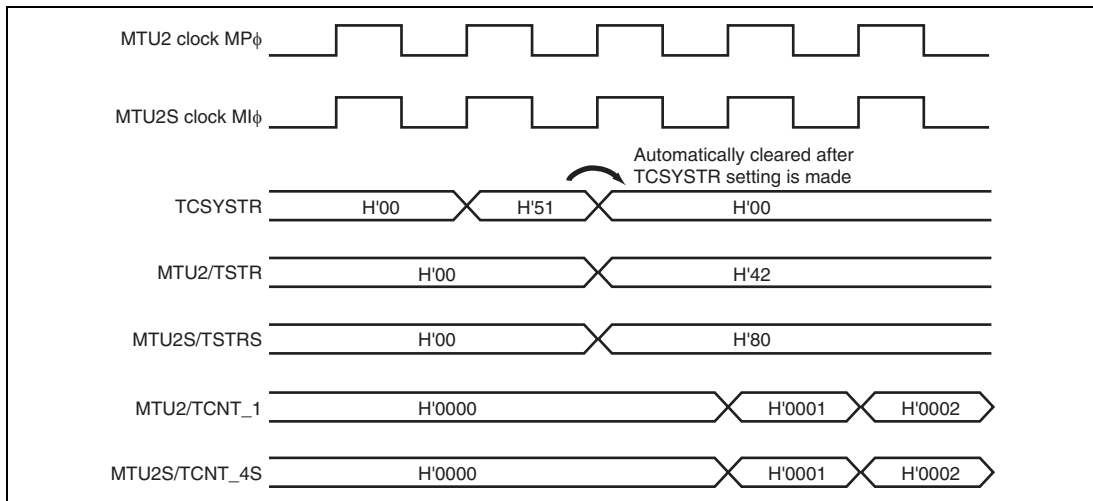 MTU2 clock MPφ
MTU2S clock MIφ
Automatically cleared after
TCSYSTR setting is made
TCSYSTR H'00 H'51 H'00
MTU2/TSTR H'00 H'42
MTU2S/TSTRS H'00 H'80
MTU2/TCNT_1 H'0000 H'0001 H'0002
MTU2S/TCNT_4S H'0000 H'0001 H'0002